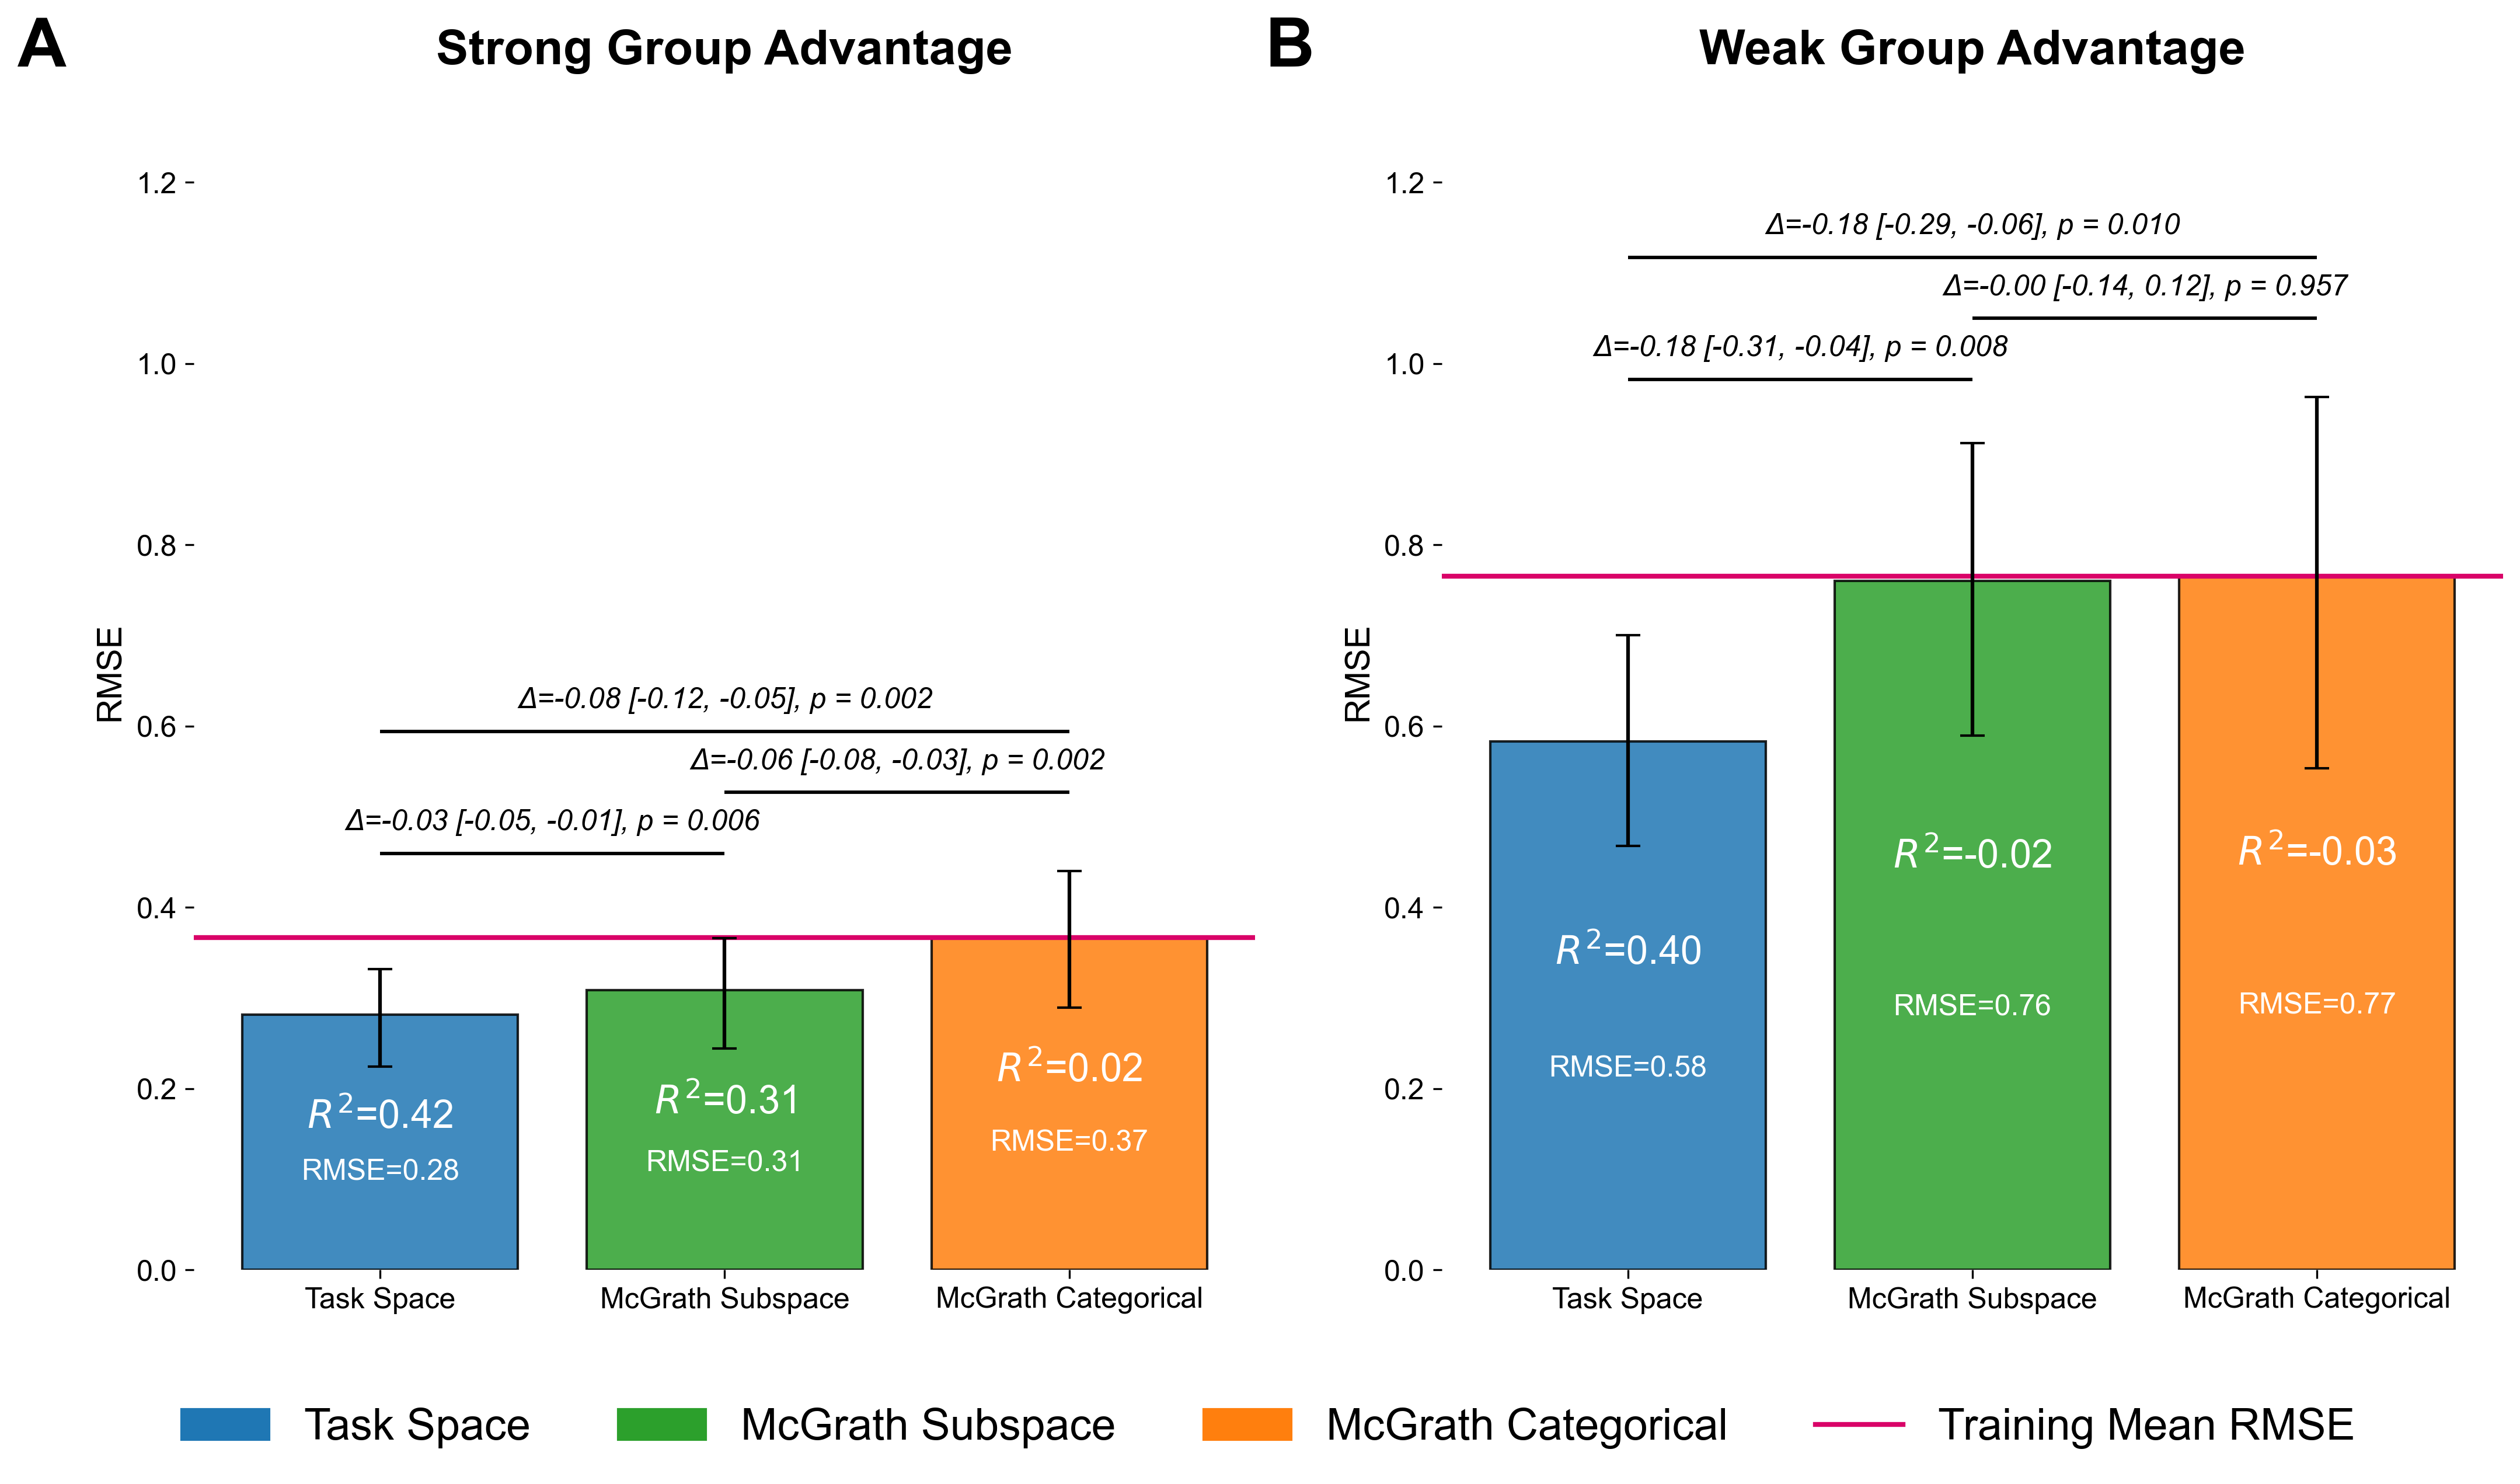 A
Strong Group Advantage
RMSE
1.2
1.0
0.8
0.6
0.4
0.2
0.0
Δ=-0.08 [-0.12, -0.05], p = 0.002
Δ=-0.06 [-0.08, -0.03], p = 0.002
Δ=-0.03 [-0.05, -0.01], p = 0.006
R²=0.42
RMSE=0.28
R²=0.31
RMSE=0.31
R²=0.02
RMSE=0.37
Task Space
McGrath Subspace
McGrath Categorical
B
Weak Group Advantage
RMSE
1.2
1.0
0.8
0.6
0.4
0.2
0.0
Δ=-0.18 [-0.29, -0.06], p = 0.010
Δ=-0.00 [-0.14, 0.12], p = 0.957
Δ=-0.18 [-0.31, -0.04], p = 0.008
R²=0.40
RMSE=0.58
R²=-0.02
RMSE=0.76
R²=-0.03
RMSE=0.77
Task Space
McGrath Subspace
McGrath Categorical
Task Space
McGrath Subspace
McGrath Categorical
Training Mean RMSE